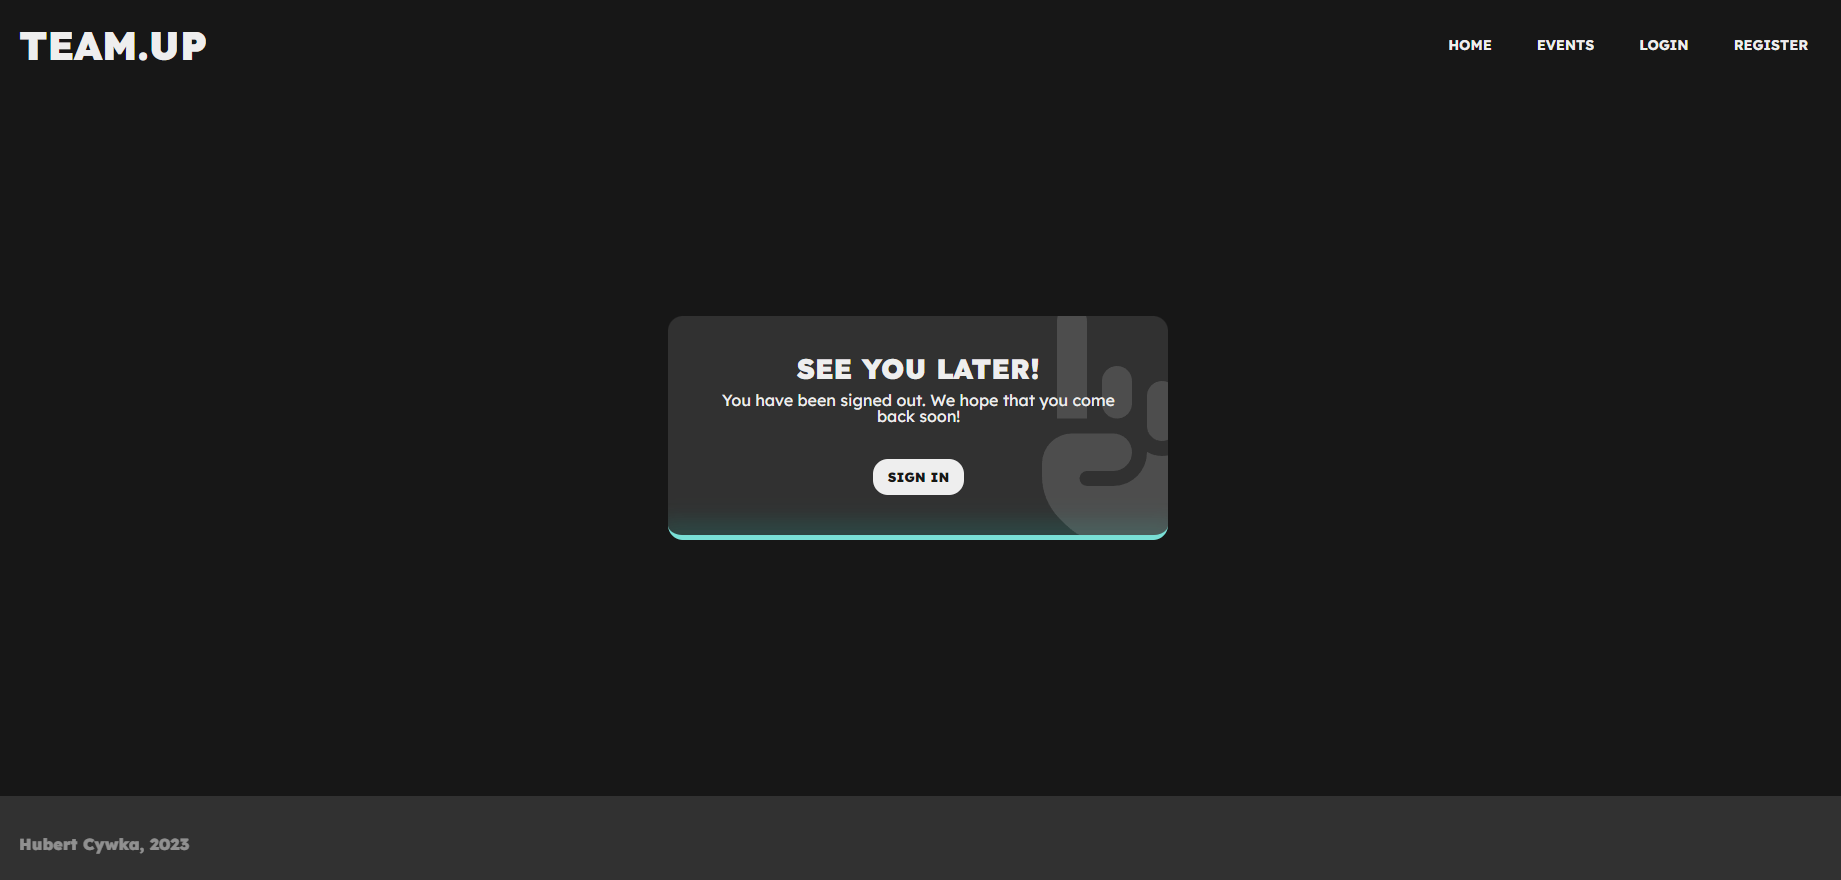 TEAM.UP
HOME
EVENTS
LOGIN
REGISTER
SEE YOU LATER!
You have been signed out. We hope that you come
back soon!
SIGN IN
Hubert Cywka, 2023